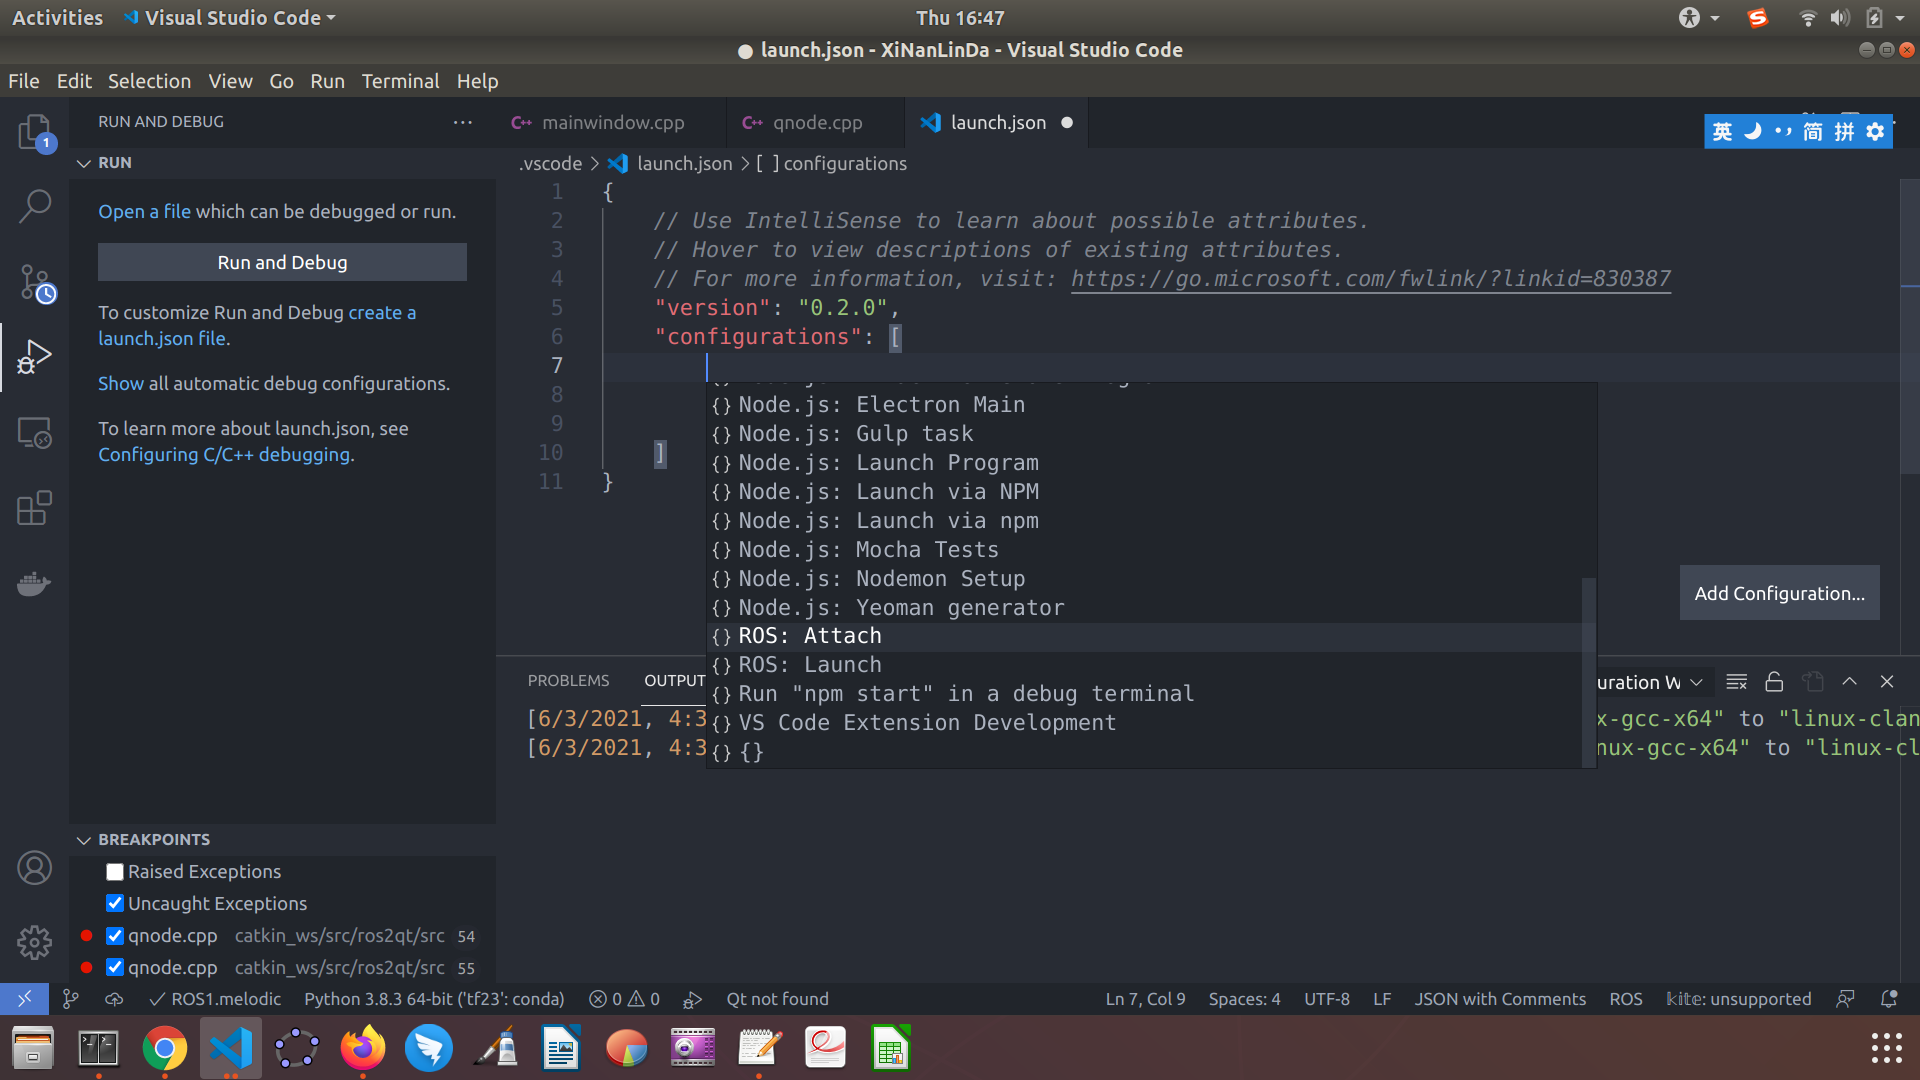 Activities
Visual Studio Code
Thu 16:47
● launch.json - XiNanLinDa - Visual Studio Code
File Edit Selection View Go Run Terminal Help
1
RUN AND DEBUG
···
mainwindow.cpp
qnode.cpp
launch.json
英 简 拼
RUN
Open a file which can be debugged or run.
Run and Debug
To customize Run and Debug create a
launch.json file.
Show all automatic debug configurations.
To learn more about launch.json, see
Configuring C/C++ debugging.
.vscode > launch.json > [ ] configurations
1 {
2 // Use IntelliSense to learn about possible attributes.
3 // Hover to view descriptions of existing attributes.
4 // For more information, visit: https://go.microsoft.com/fwlink/?linkid=830387
5 "version": "0.2.0",
6 "configurations": [
7
8
9
10 ]
11 }
{} Node.js: Electron Main
{} Node.js: Gulp task
{} Node.js: Launch Program
{} Node.js: Launch via NPM
{} Node.js: Launch via npm
{} Node.js: Mocha Tests
{} Node.js: Nodemon Setup
{} Node.js: Yeoman generator
{} ROS: Attach
{} ROS: Launch
{} Run "npm start" in a debug terminal
{} VS Code Extension Development
{} {}
Add Configuration...
PROBLEMS OUTPUT
uration W
[6/3/2021, 4:3
x-gcc-x64" to "linux-clan
[6/3/2021, 4:3
nux-gcc-x64" to "linux-cl
BREAKPOINTS
Raised Exceptions
Uncaught Exceptions
qnode.cpp catkin_ws/src/ros2qt/src 54
qnode.cpp catkin_ws/src/ros2qt/src 55
ROS1.melodic Python 3.8.3 64-bit ('tf23': conda) 0 0 Qt not found Ln 7, Col 9 Spaces: 4 UTF-8 LF JSON with Comments ROS kite: unsupported